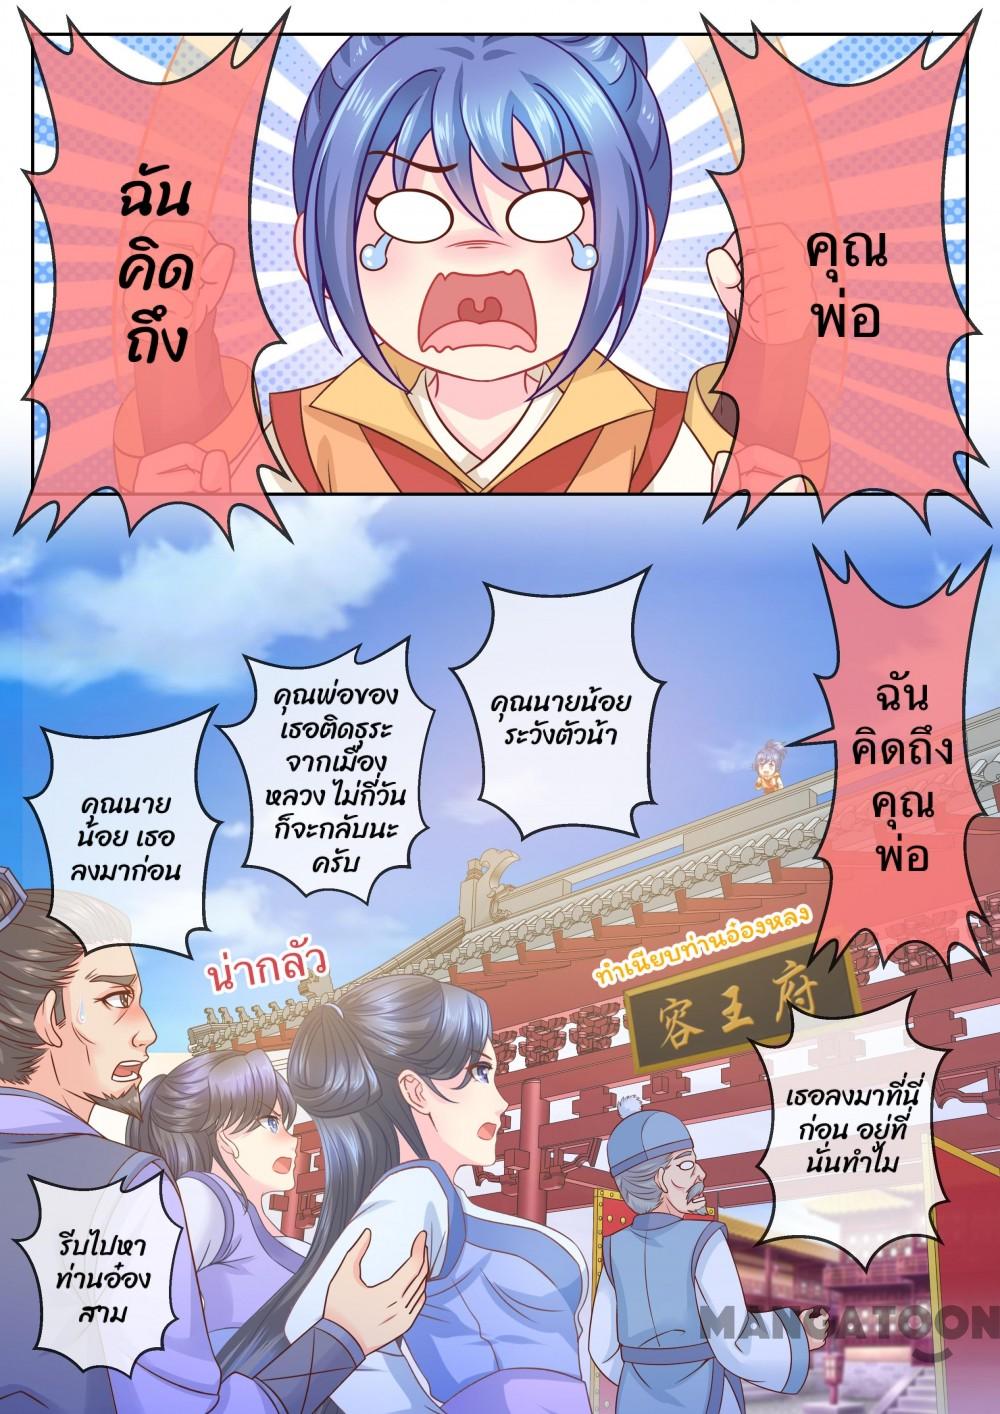 ฉัน
คิด
ถึง
คุณ
พ่อ
คุณนายน้อย
ระวังตัวน้า
ฉัน
คิดถึง
คุณ
พ่อ
คุณพ่อของ
เธอติดธุระ
จากเมือง
หลวง ไม่กี่วัน
ก็จะกลับนะ
ครับ
คุณนาย
น้อย เธอ
ลงมาก่อน
น่ากลัว
ทำเนียบท่านอ๋องหลง
容王府
เธอลงมาที่นี่
ก่อน อยู่ที่
นั่นทำไม
รีบไปหา
ท่านอ๋อง
สาม
MANGATOON